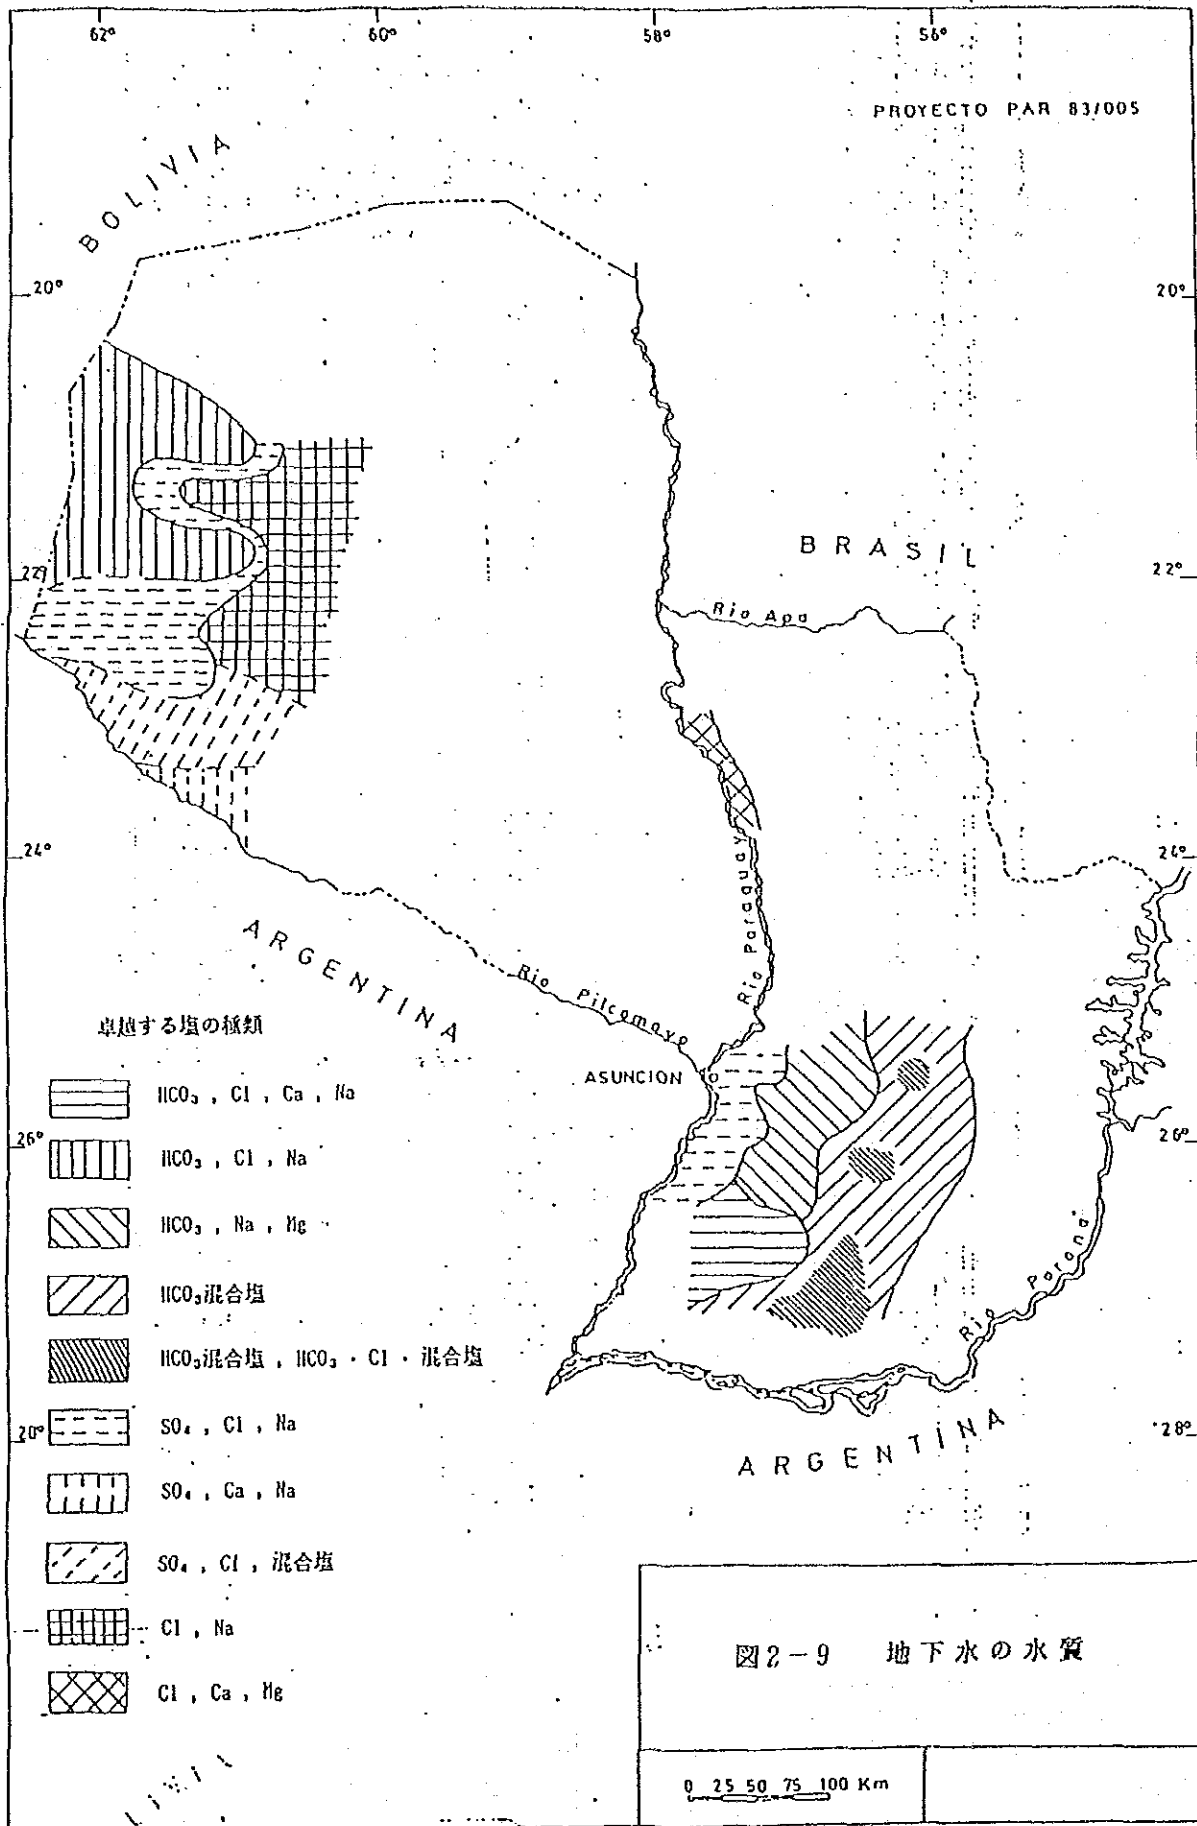 62° 60° 58° 56°
PROYECTO PAR 83/005
BOLIVIA
20° 20°
BRASIL
22° 22°
Rio Apa
24° 24°
Rio Paraguay
ARGENTINA
Rio Pilcomayo
卓越する塩の種類
ASUNCION
HCO₃ , Cl , Ca , Na
26° 26°
HCO₃ , Cl , Na
HCO₃ , Na , Mg
Rio Parana
HCO₃混合塩
HCO₃混合塩 , HCO₃ · Cl · 混合塩
SO₄ , Cl , Na
20° 28°
ARGENTINA
SO₄ , Ca , Na
SO₄ , Cl , 混合塩
Cl , Na
Cl , Ca , Mg
図2-9 地下水の水質
0 25 50 75 100 Km